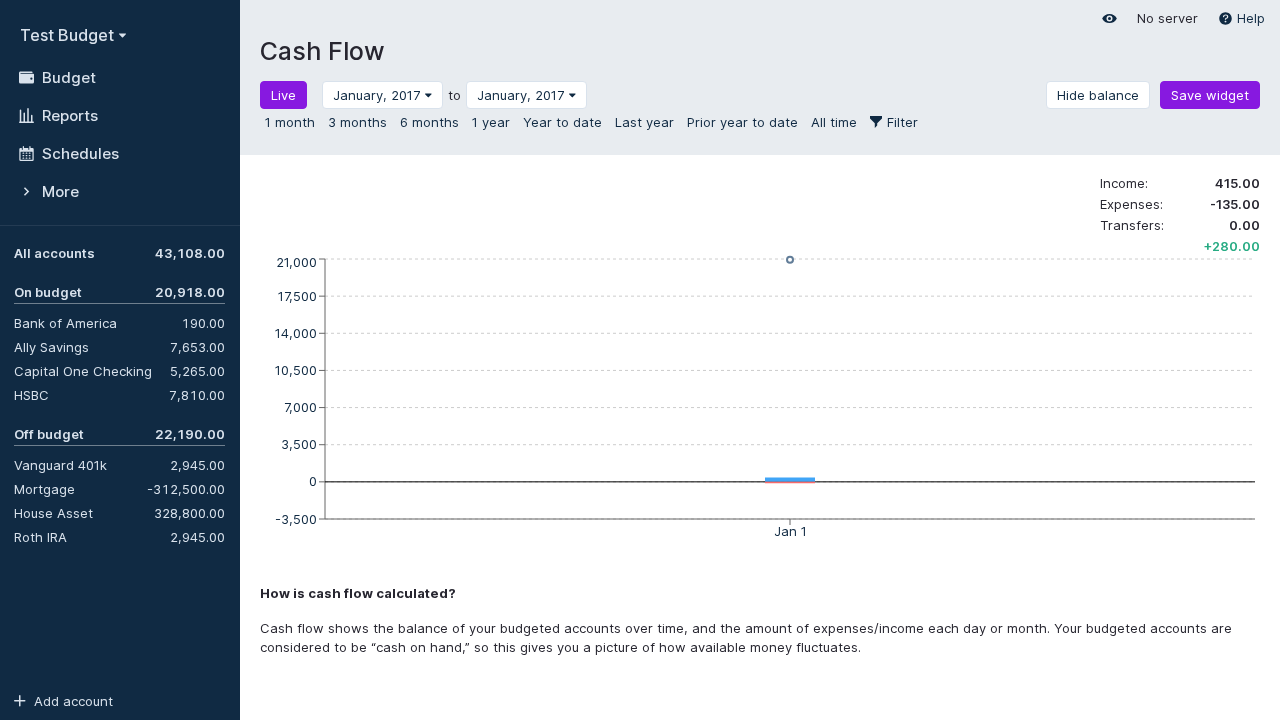 Test Budget
Budget
Reports
Schedules
More
All accounts 43,108.00
On budget 20,918.00
Bank of America 190.00
Ally Savings 7,653.00
Capital One Checking 5,265.00
HSBC 7,810.00
Off budget 22,190.00
Vanguard 401k 2,945.00
Mortgage -312,500.00
House Asset 328,800.00
Roth IRA 2,945.00
Add account
No server
Help
Cash Flow
Live January, 2017 to January, 2017 Hide balance Save widget
1 month 3 months 6 months 1 year Year to date Last year Prior year to date All time Filter
Income: 415.00
Expenses: -135.00
Transfers: 0.00
+280.00
21,000
17,500
14,000
10,500
7,000
3,500
0
-3,500
Jan 1
How is cash flow calculated?
Cash flow shows the balance of your budgeted accounts over time, and the amount of expenses/income each day or month. Your budgeted accounts are
considered to be “cash on hand,” so this gives you a picture of how available money fluctuates.